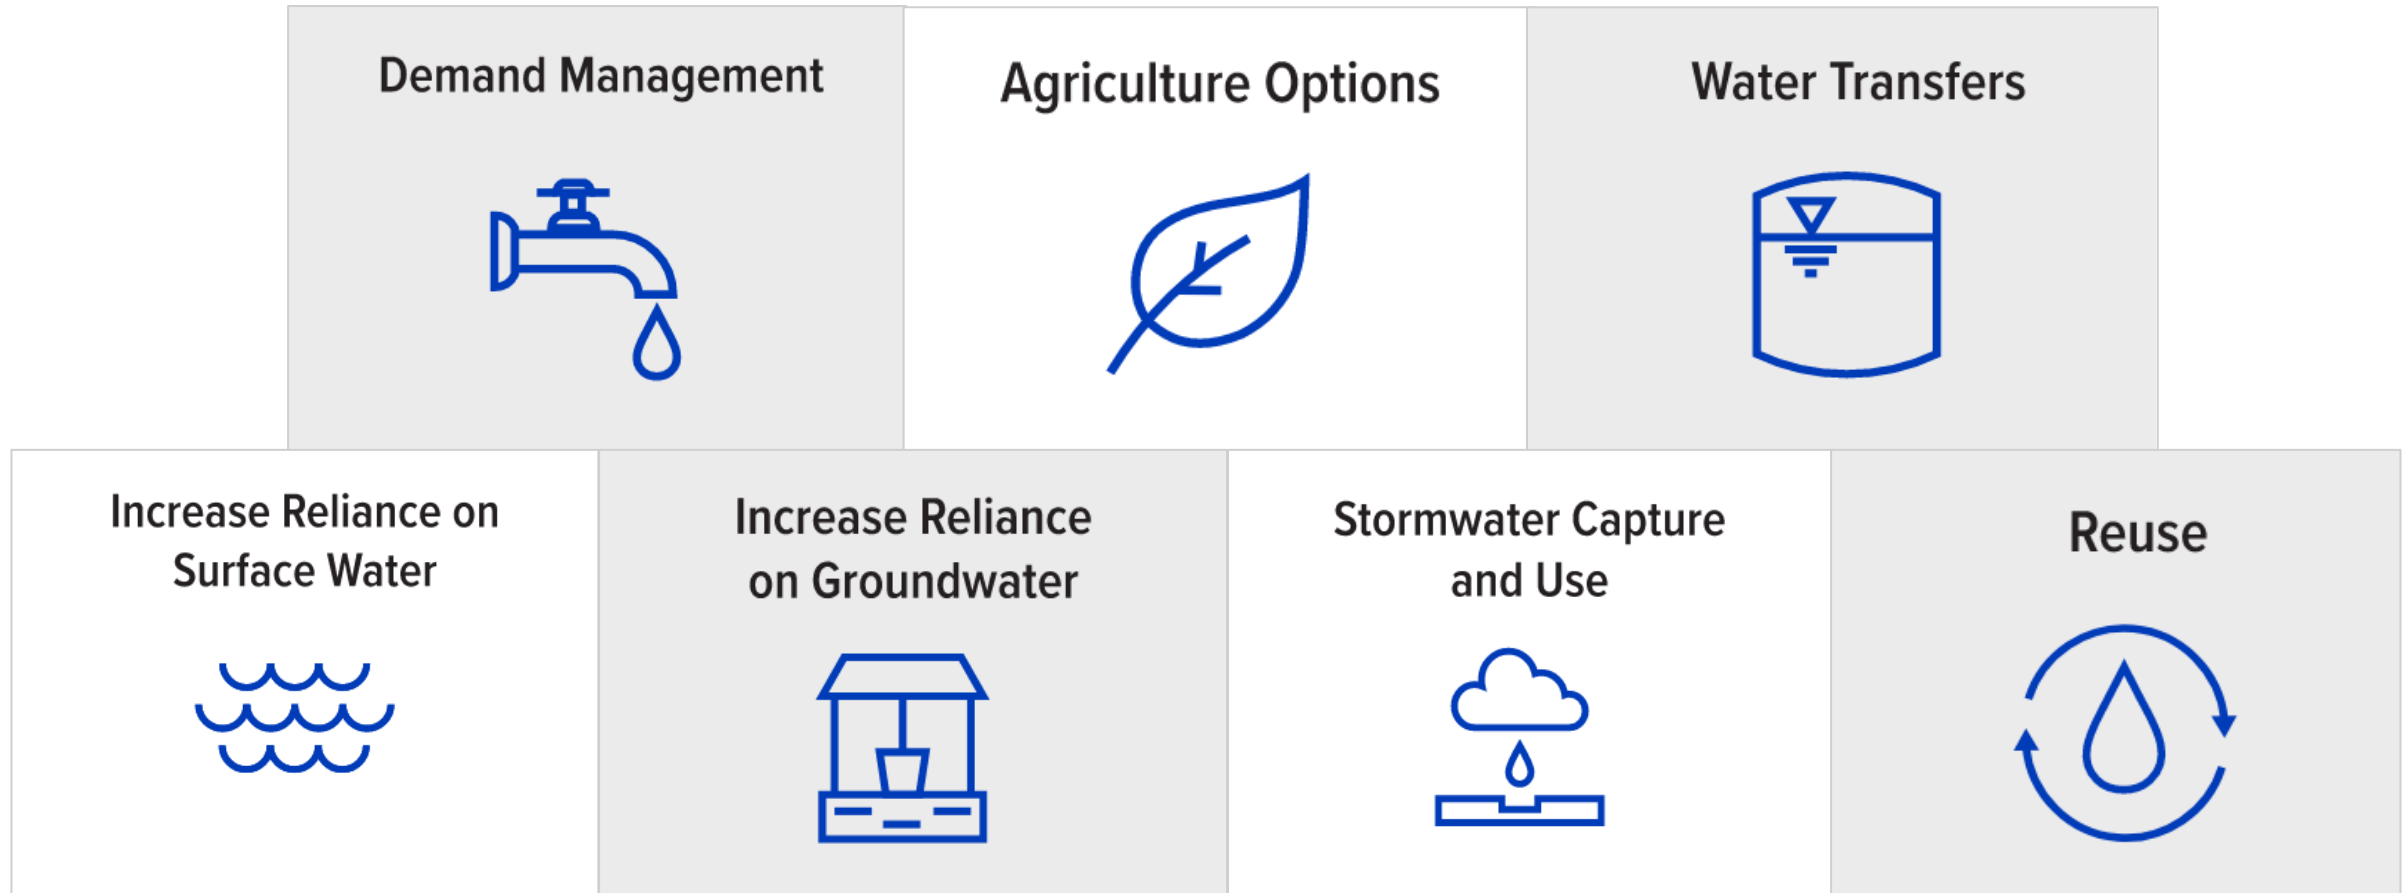 Demand Management
Agriculture Options
Water Transfers
Increase Reliance on
Surface Water
Increase Reliance
on Groundwater
Stormwater Capture
and Use
Reuse